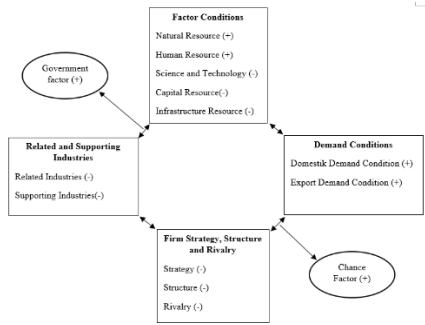 Factor Conditions
Natural Resource (+)
Human Resource (+)
Science and Technology (-)
Capital Resource(-)
Infrastructure Resource (-)
Government
factor (+)
Related and Supporting
Industries
Related Industries (-)
Supporting Industries(-)
Demand Conditions
Domestik Demand Condition (+)
Export Demand Condition (+)
Firm Strategy, Structure
and Rivalry
Strategy (-)
Structure (-)
Rivalry (-)
Chance
Factor (+)